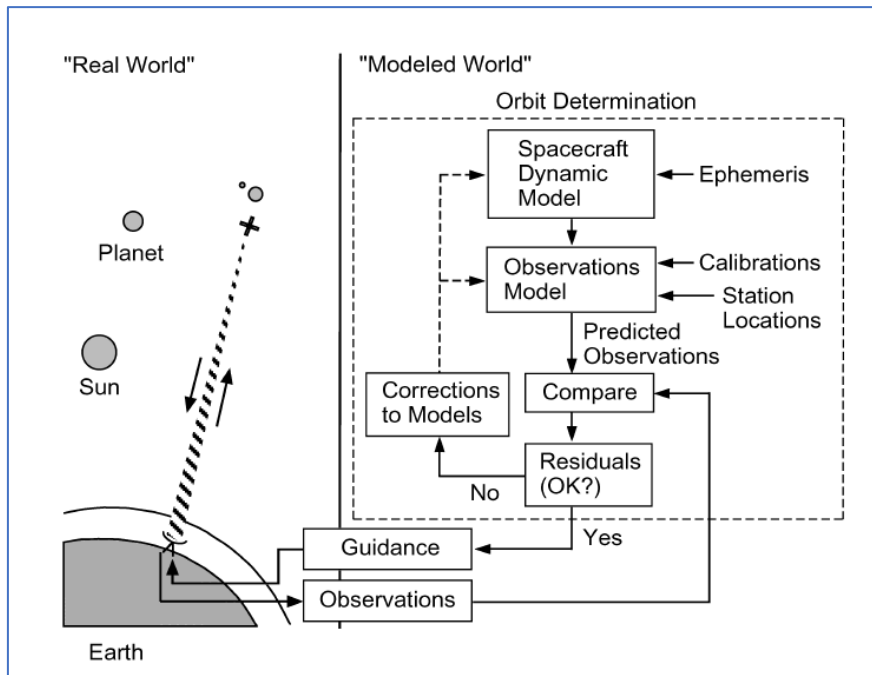 "Real World"
"Modeled World"
Orbit Determination
Spacecraft
Dynamic
Model
Ephemeris
Planet
Observations
Model
Calibrations
Station
Locations
Predicted
Observations
Sun
Corrections
to Models
Compare
Residuals
(OK?)
No
Yes
Guidance
Observations
Earth